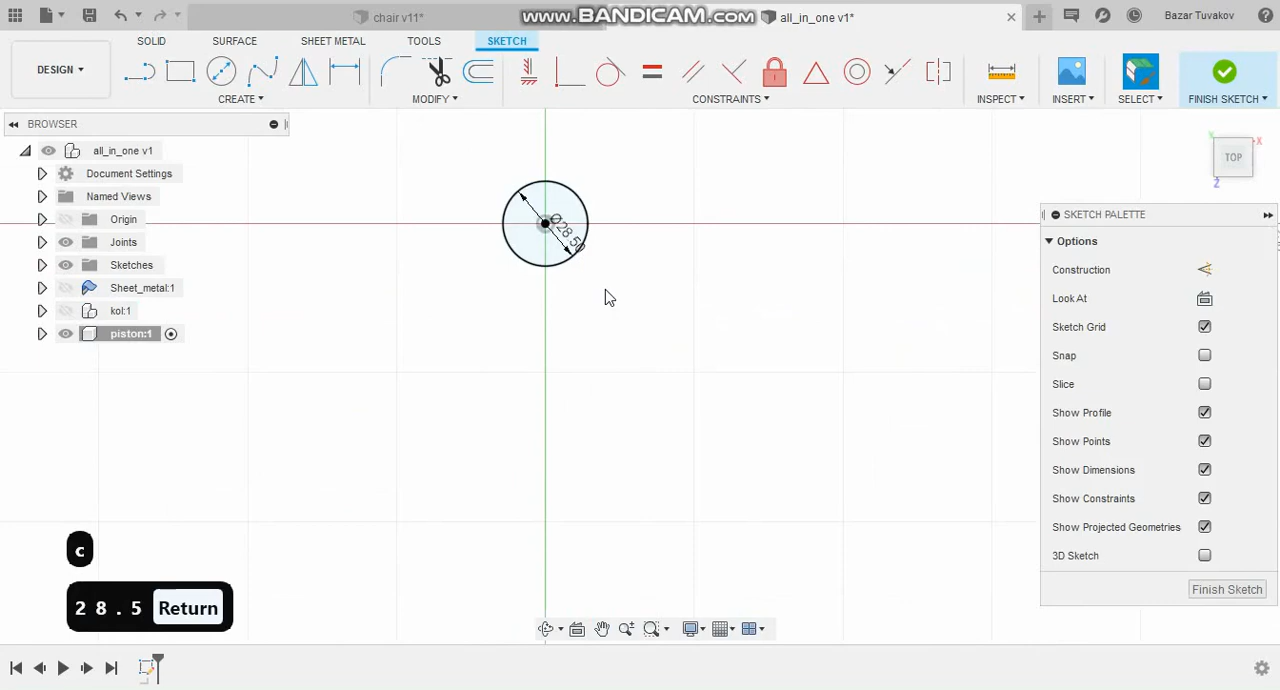 chair v11*
www.BANDICAM.com
all_in_one v1*
Bazar Tuvakov
SOLID
SURFACE
SHEET METAL
TOOLS
SKETCH
DESIGN
CREATE
MODIFY
CONSTRAINTS
INSPECT
INSERT
SELECT
FINISH SKETCH
BROWSER
all_in_one v1
Document Settings
Named Views
Origin
Joints
Sketches
Sheet_metal:1
kol:1
piston:1
Ø28.50
Y
X
Z
TOP
SKETCH PALETTE
Options
Construction
Look At
Sketch Grid
Snap
Slice
Show Profile
Show Points
Show Dimensions
Show Constraints
Show Projected Geometries
3D Sketch
Finish Sketch
c
28.5 Return